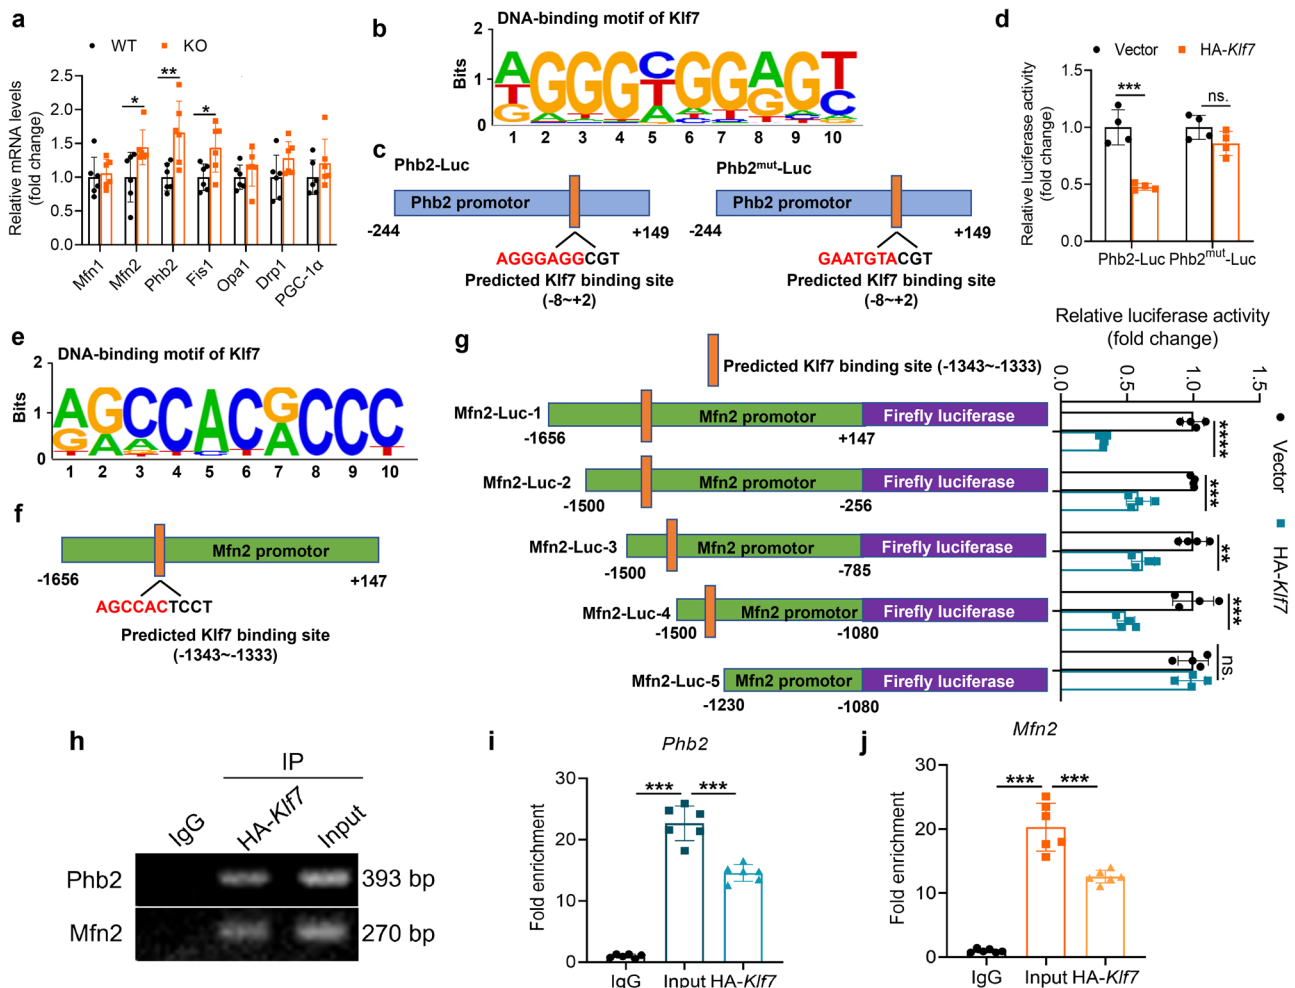 a
WT KO
Relative mRNA levels
(fold change)
2.5
2.0
1.5
1.0
0.5
0.0
* ** *
Mfn1 Mfn2 Phb2 Fis1 Opa1 Drp1 PGC-1α
b
DNA-binding motif of Klf7
Bits
2
1
0
1 2 3 4 5 6 7 8 9 10
c
Phb2-Luc
Phb2 promotor
-244 +149
AGGGAGGCGT
Predicted Klf7 binding site
(-8~+2)
Phb2mut-Luc
Phb2 promotor
-244 +149
GAATGTACGT
Predicted Klf7 binding site
(-8~+2)
d
Vector HA-Klf7
Relative luciferase activity
(fold change)
1.5
1.0
0.5
0.0
*** ns.
Phb2-Luc Phb2mut-Luc
e
DNA-binding motif of Klf7
Bits
2
1
0
1 2 3 4 5 6 7 8 9 10
f
Mfn2 promotor
-1656 +147
AGCCACTCCT
Predicted Klf7 binding site
(-1343~-1333)
g
Predicted Klf7 binding site (-1343~-1333)
Mfn2-Luc-1 Mfn2 promotor Firefly luciferase
-1656 +147
Mfn2-Luc-2 Mfn2 promotor Firefly luciferase
-1500 -256
Mfn2-Luc-3 Mfn2 promotor Firefly luciferase
-1500 -785
Mfn2-Luc-4 Mfn2 promotor Firefly luciferase
-1500 -1080
Mfn2-Luc-5 Mfn2 promotor Firefly luciferase
-1230 -1080
Relative luciferase activity
(fold change)
0.0 0.5 1.0 1.5
****
***
**
***
ns.
Vector HA-Klf7
h
IP
IgG HA-Klf7 Input
Phb2 393 bp
Mfn2 270 bp
i
Phb2
Fold enrichment
30
20
10
0
*** ***
IgG Input HA-Klf7
j
Mfn2
Fold enrichment
30
20
10
0
*** ***
IgG Input HA-Klf7